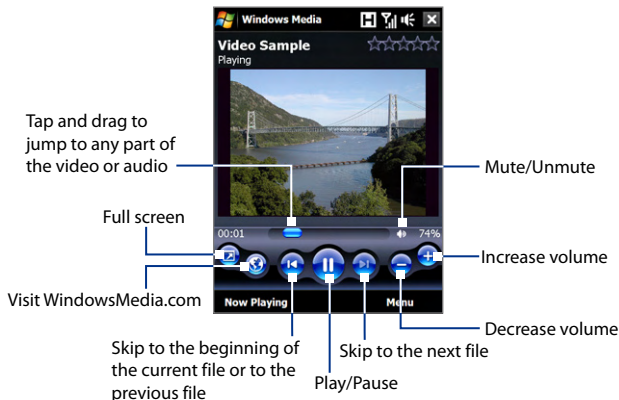 Windows Media
H
Video Sample
Playing
Tap and drag to
jump to any part of
the video or audio
Mute/Unmute
Full screen
00:01
74%
Increase volume
Visit WindowsMedia.com
Now Playing
Menu
Decrease volume
Skip to the beginning of
the current file or to the
previous file
Skip to the next file
Play/Pause